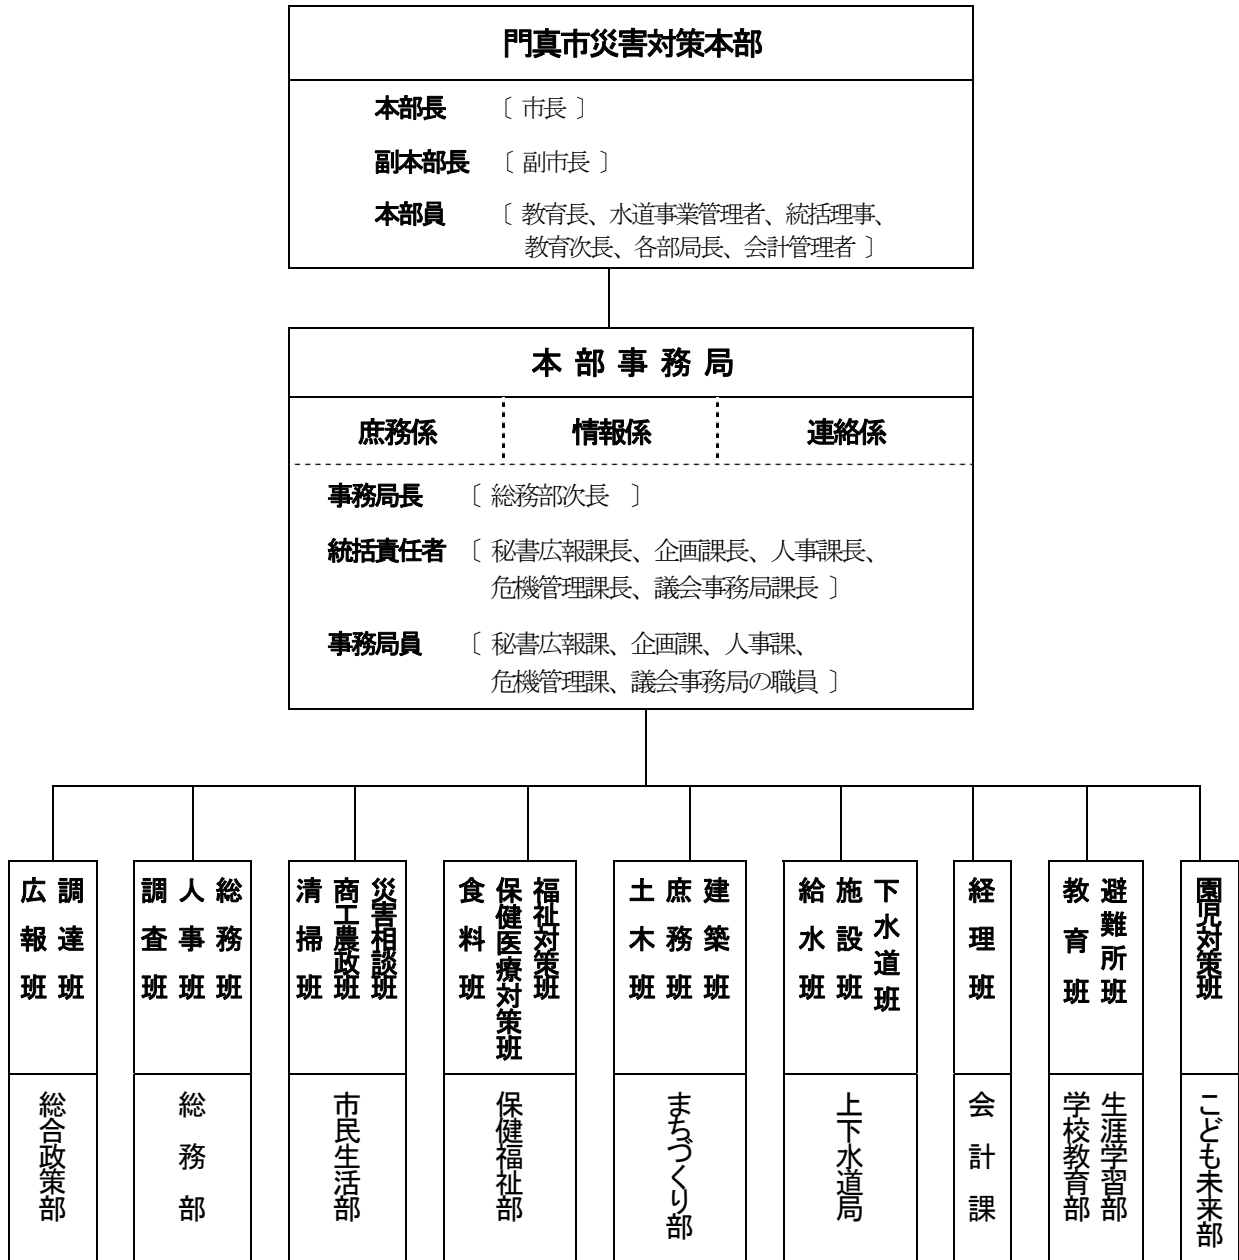 門真市災害対策本部
本部長 〔 市長 〕
副本部長 〔 副市長 〕
本部員 〔 教育長、水道事業管理者、統括理事、
教育次長、各部局長、会計管理者 〕
本部事務局
庶務係 情報係 連絡係
事務局長 〔 総務部次長 〕
統括責任者 〔 秘書広報課長、企画課長、人事課長、
危機管理課長、議会事務局課長 〕
事務局員 〔 秘書広報課、企画課、人事課、
危機管理課、議会事務局の職員 〕
調達班
広報班
総合政策部
総務班
人事班
調査班
総務部
災害相談班
商工農政班
清掃班
市民生活部
福祉対策班
保健医療対策班
食料班
保健福祉部
建築班
庶務班
土木班
まちづくり部
下水道班
施設班
給水班
上下水道局
経理班
会計課
避難所班
教育班
生涯学習部
学校教育部
園児対策班
こども未来部